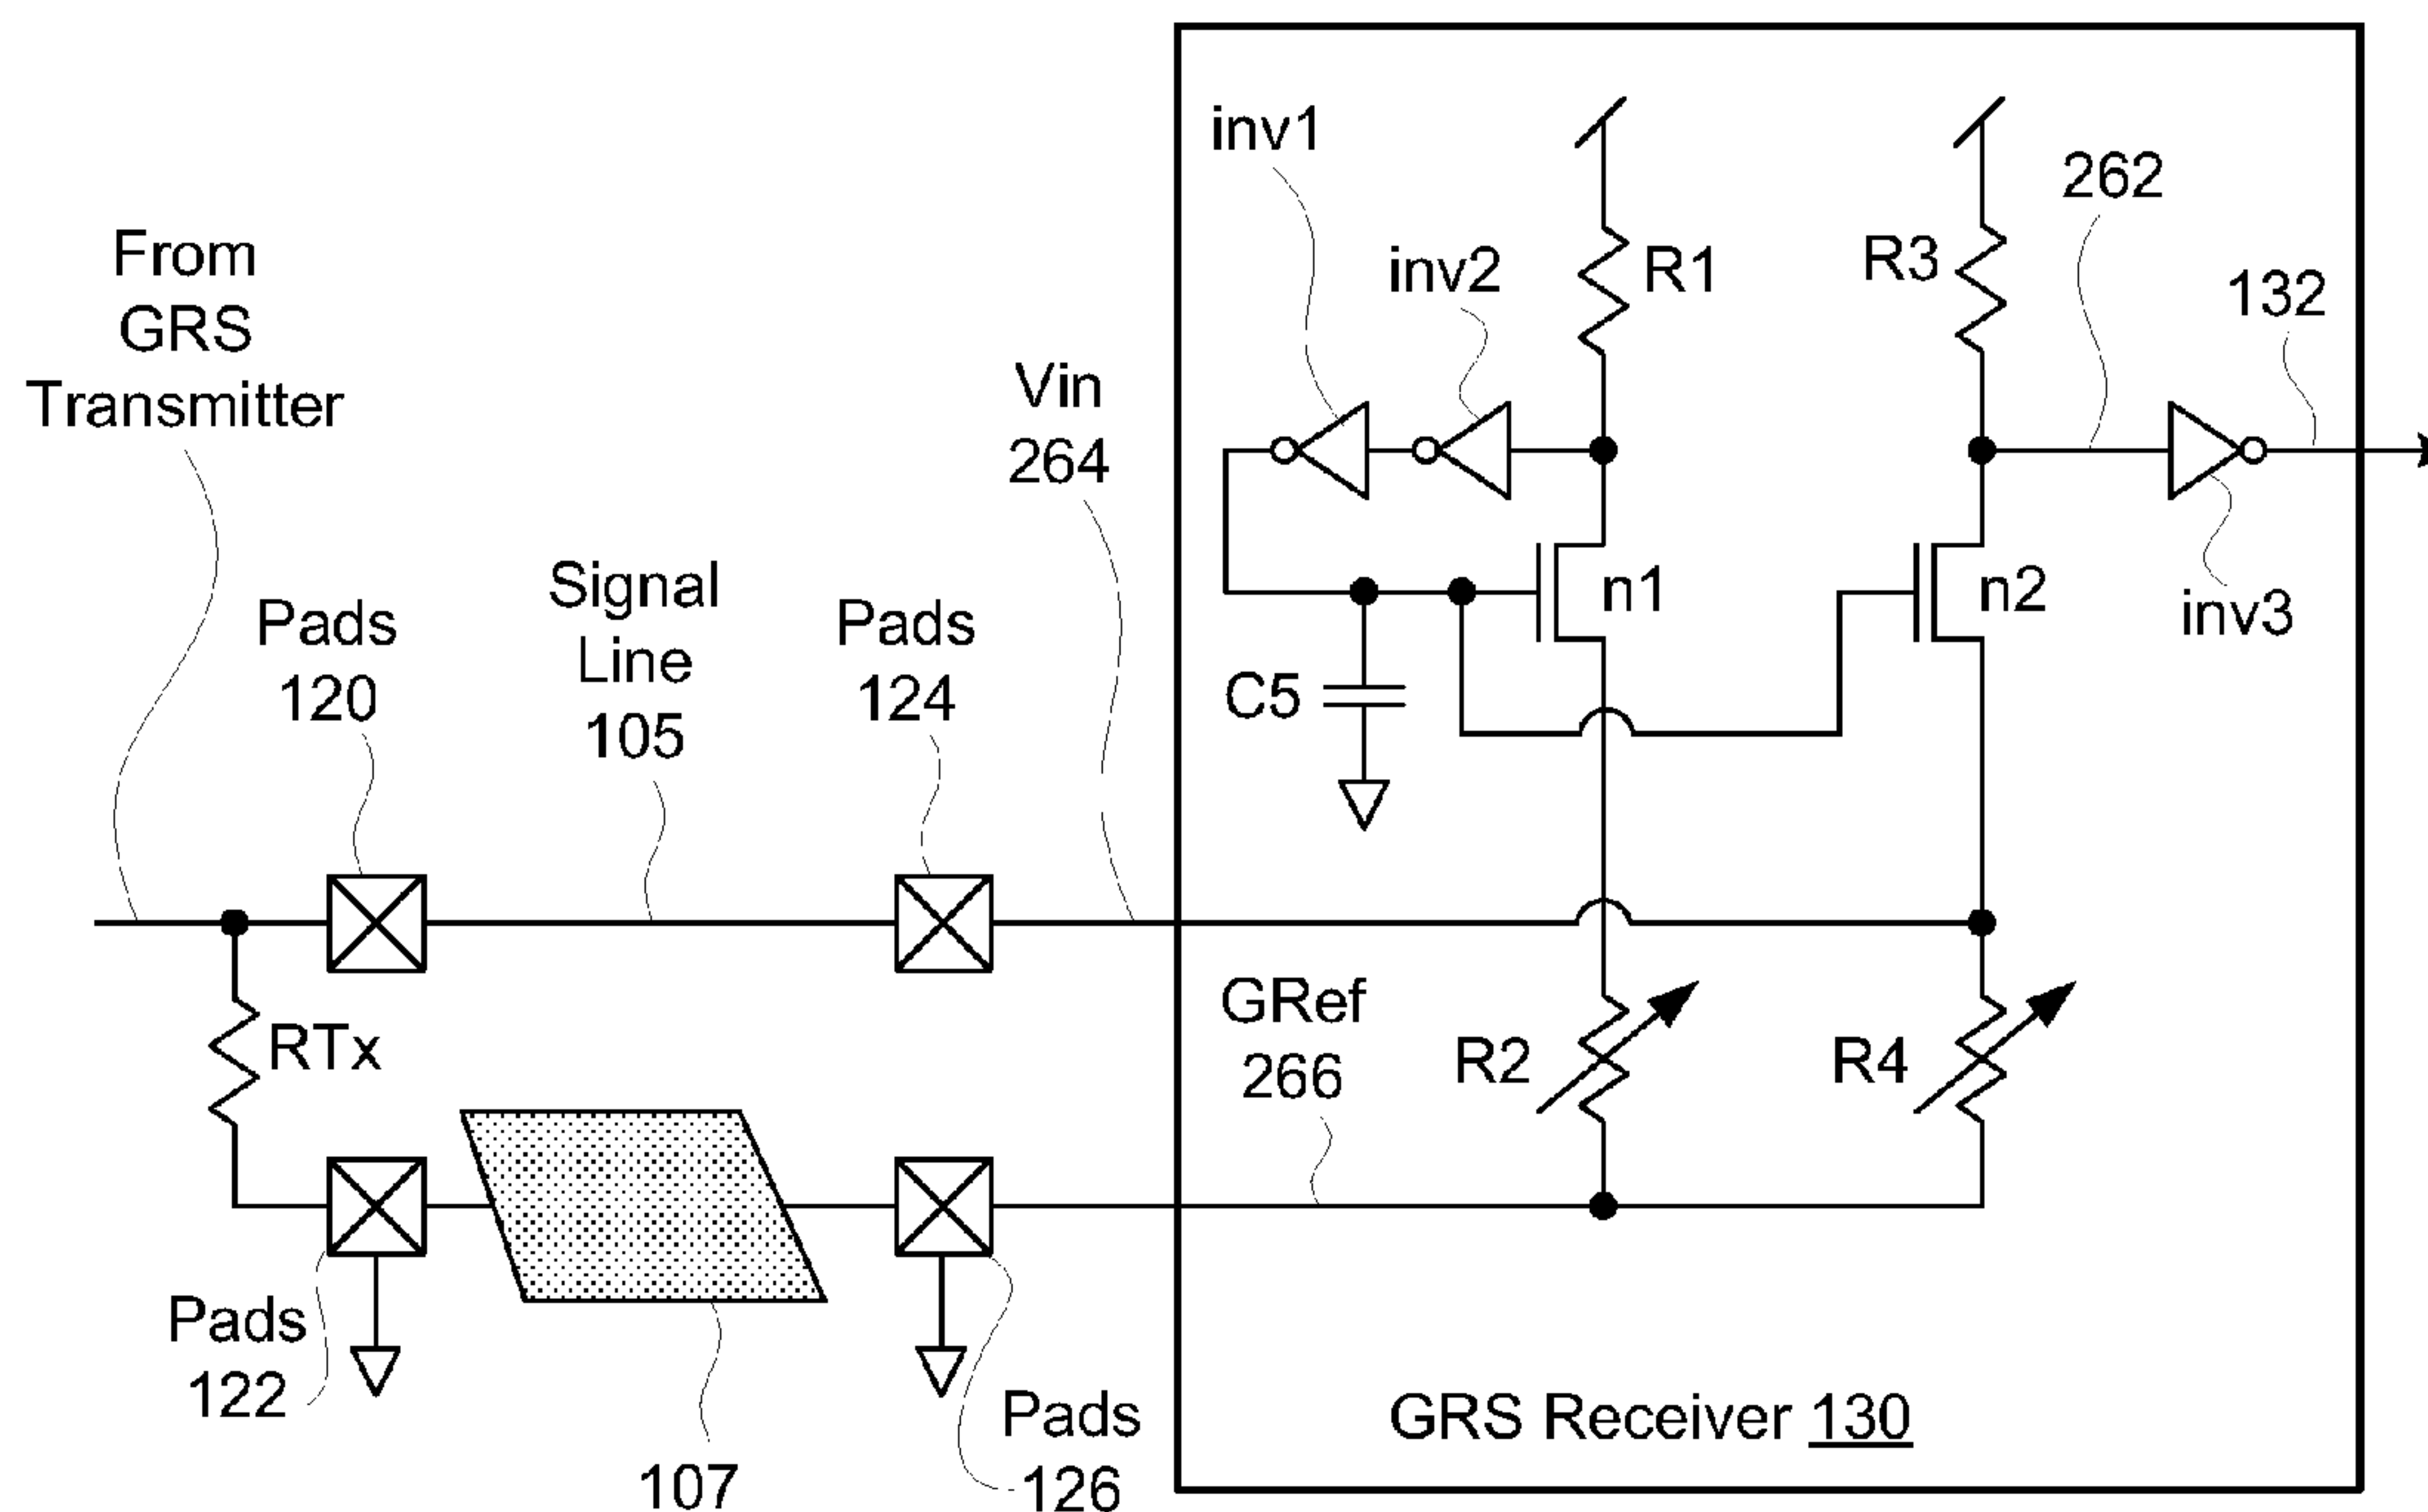 inv1
262
From
GRS
Transmitter
inv2
R1
R3
132
Vin
264
Signal
Line
105
Pads
120
Pads
124
n1
n2
inv3
C5
RTx
GRef
266
R2
R4
Pads
122
107
Pads
126
GRS Receiver 130